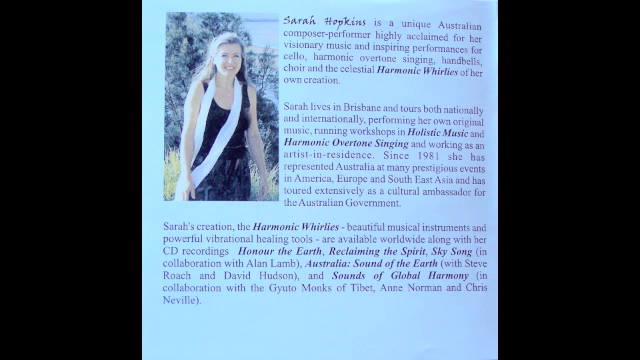 Sarah Hopkins is a unique Australian
composer-performer highly acclaimed for her
visionary music and inspiring performances for
cello, harmonic overtone singing, handbells,
choir and the celestial Harmonic Whirlies of her
own creation.
Sarah lives in Brisbane and tours both nationally
and internationally, performing her own original
music, running workshops in Holistic Music and
Harmonic Overtone Singing and working as an
artist-in-residence. Since 1981 she has
represented Australia at many prestigious events
in America, Europe and South East Asia and has
toured extensively as a cultural ambassador for
the Australian Government.
Sarah's creation, the Harmonic Whirlies - beautiful musical instruments and
powerful vibrational healing tools - are available worldwide along with her
CD recordings Honour the Earth, Reclaiming the Spirit, Sky Song (in
collaboration with Alan Lamb), Australia: Sound of the Earth (with Steve
Roach and David Hudson), and Sounds of Global Harmony (in
collaboration with the Gyuto Monks of Tibet, Anne Norman and Chris
Neville).